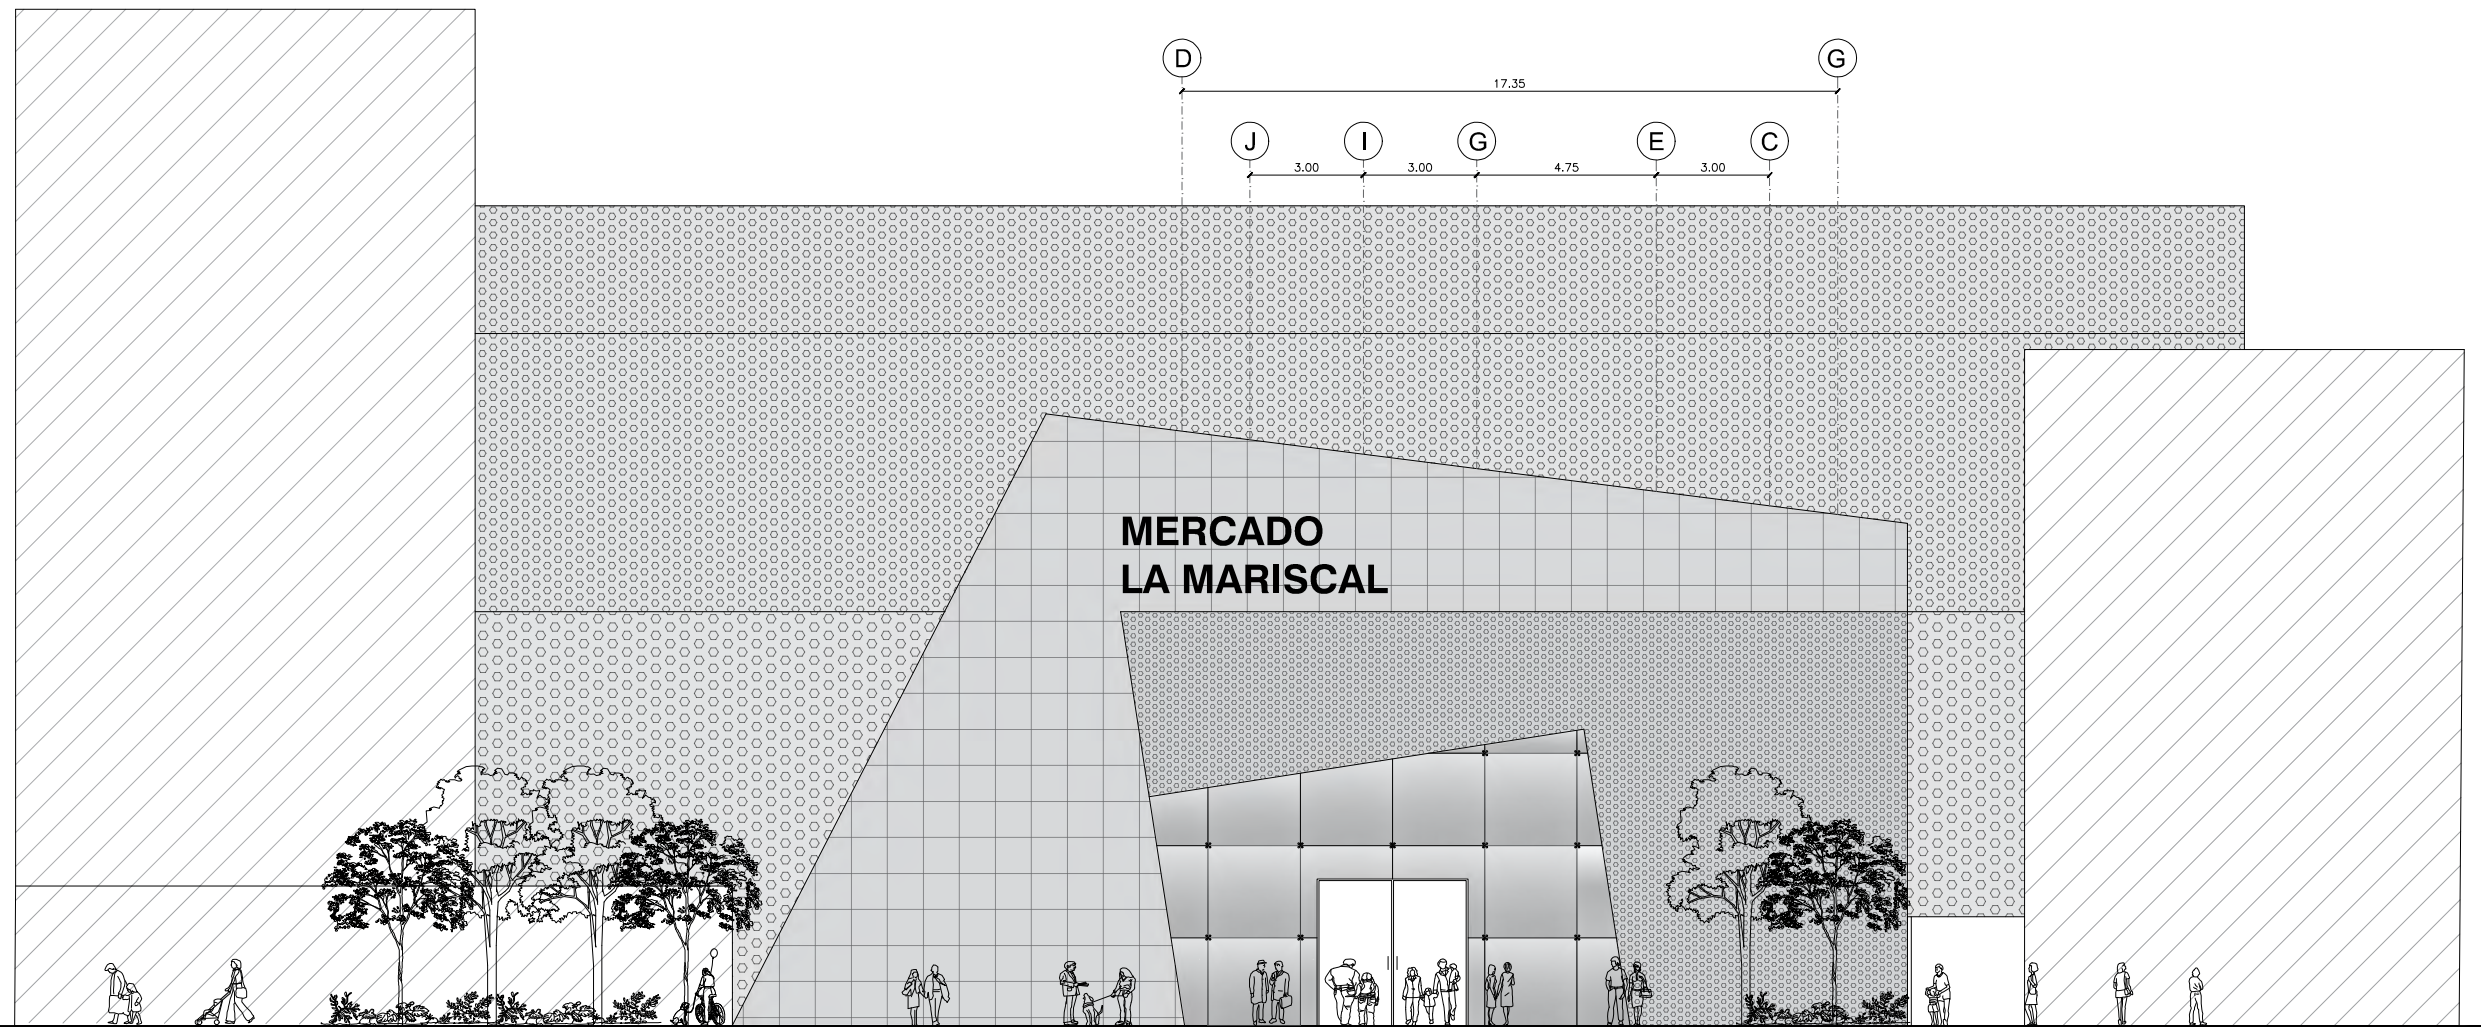 D G
17.35
J I G E C
3.00 3.00 4.75 3.00
MERCADO
LA MARISCAL